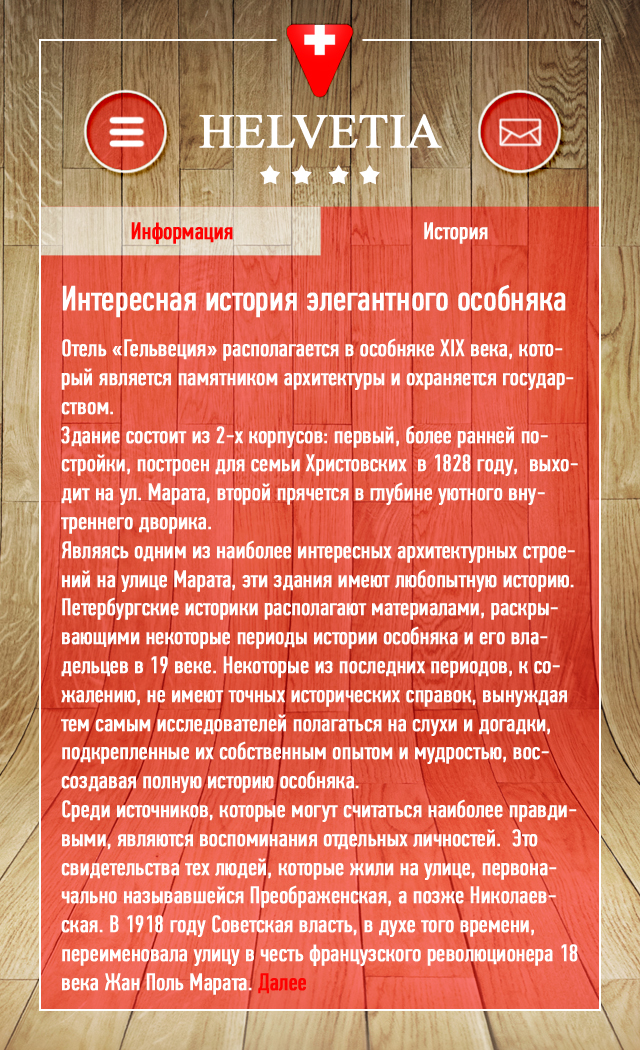 HELVETIA
Информация
История
Интересная история элегантного особняка
Отель «Гельвеция» располагается в особняке XIX века, кото-
рый является памятником архитектуры и охраняется государ-
ством.
Здание состоит из 2-х корпусов: первый, более ранней по-
стройки, построен для семьи Христовских в 1828 году, выхо-
дит на ул. Марата, второй прячется в глубине уютного вну-
треннего дворика.
Являясь одним из наиболее интересных архитектурных строе-
ний на улице Марата, эти здания имеют любопытную историю.
Петербургские историки располагают материалами, раскры-
вающими некоторые периоды истории особняка и его вла-
дельцев в 19 веке. Некоторые из последних периодов, к со-
жалению, не имеют точных исторических справок, вынуждая
тем самым исследователей полагаться на слухи и догадки,
подкрепленные их собственным опытом и мудростью, вос-
создавая полную историю особняка.
Среди источников, которые могут считаться наиболее правди-
выми, являются воспоминания отдельных личностей. Это
свидетельства тех людей, которые жили на улице, первона-
чально называвшейся Преображенская, а позже Николаев-
ская. В 1918 году Советская власть, в духе того времени,
переименовала улицу в честь французского революционера 18
века Жан Поль Марата. Далее